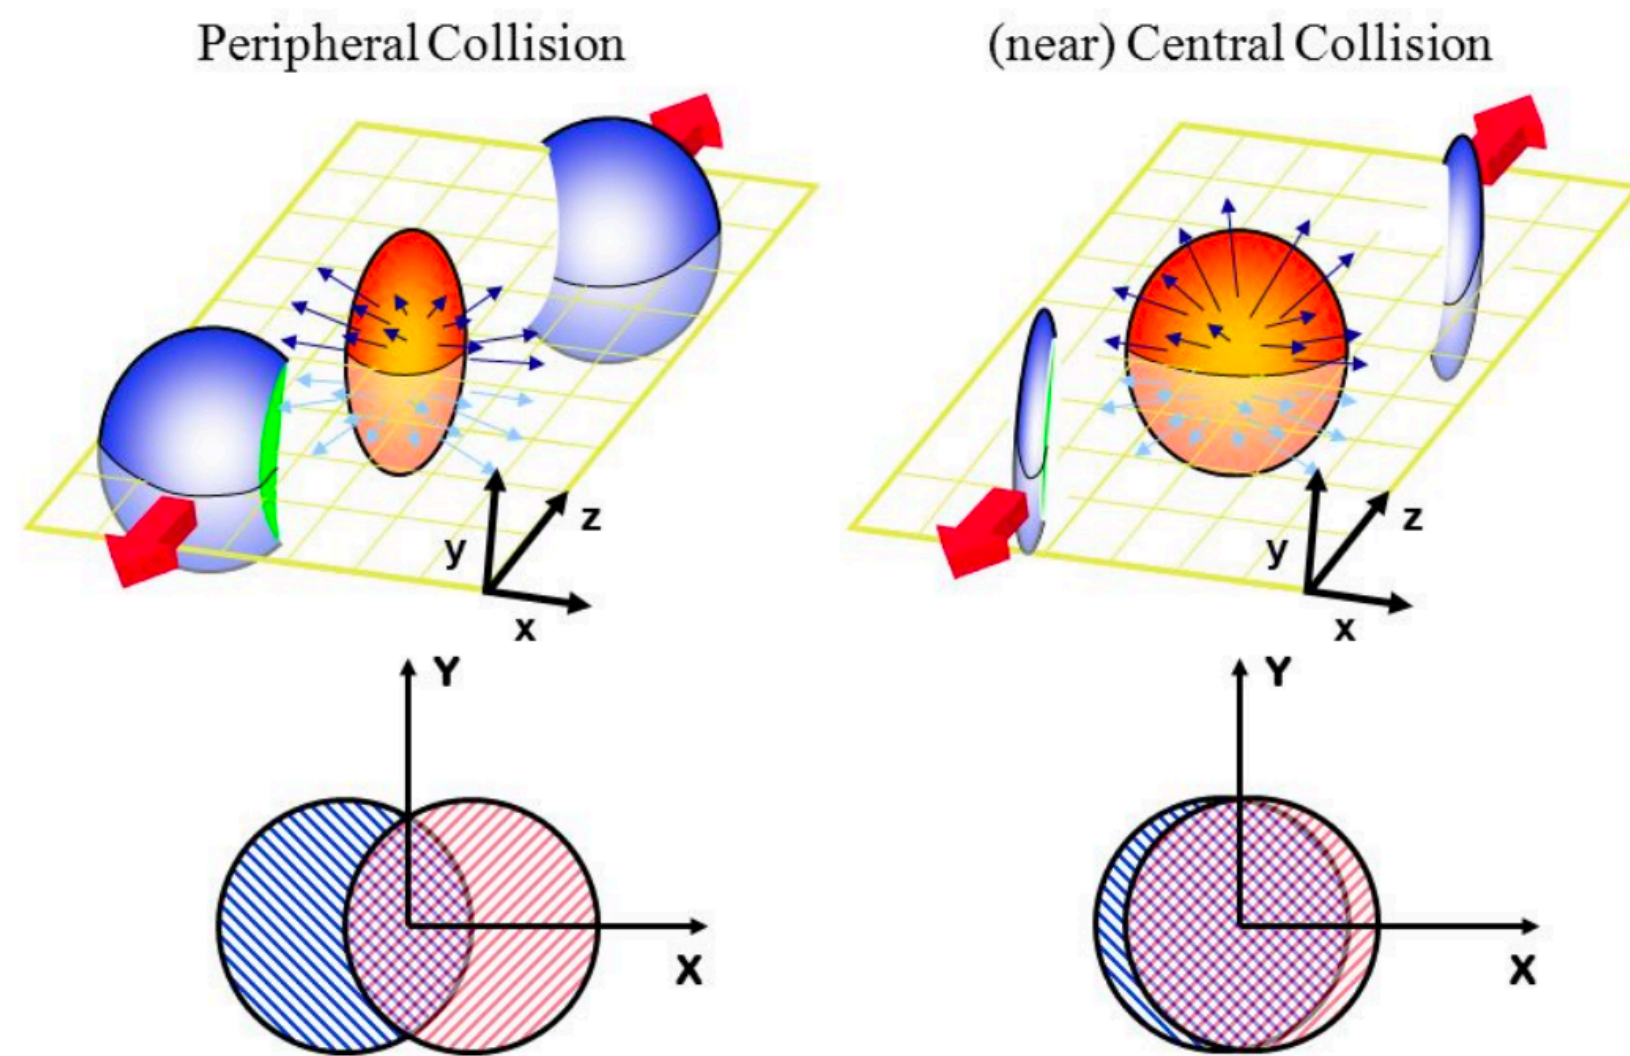 Peripheral Collision
(near) Central Collision
z
y
x
z
y
x
Y
X
Y
X